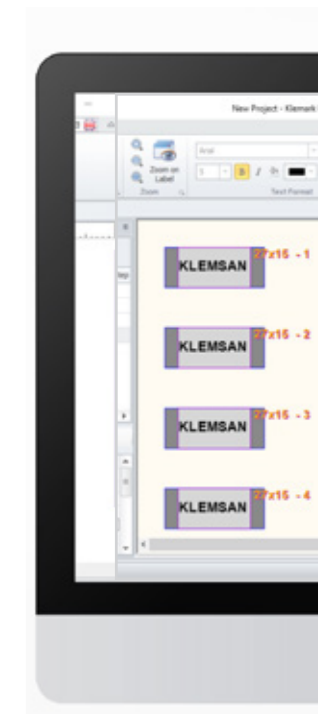 New Project - Klemark
Arial
Zoom on
Label
5
B
I
Zoom
Text Format
KLEMSAN
27x15 - 1
KLEMSAN
27x15 - 2
KLEMSAN
27x15 - 3
KLEMSAN
27x15 - 4